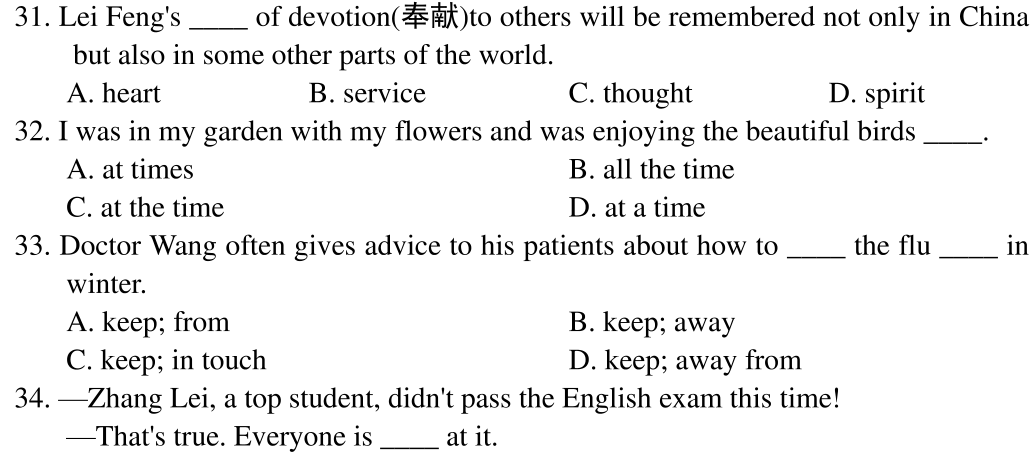 31. Lei Feng's ____ of devotion(奉献)to others will be remembered not only in China
but also in some other parts of the world.
A. heart B. service C. thought D. spirit
32. I was in my garden with my flowers and was enjoying the beautiful birds ____.
A. at times B. all the time
C. at the time D. at a time
33. Doctor Wang often gives advice to his patients about how to ____ the flu ____ in
winter.
A. keep; from B. keep; away
C. keep; in touch D. keep; away from
34. —Zhang Lei, a top student, didn't pass the English exam this time!
—That's true. Everyone is ____ at it.